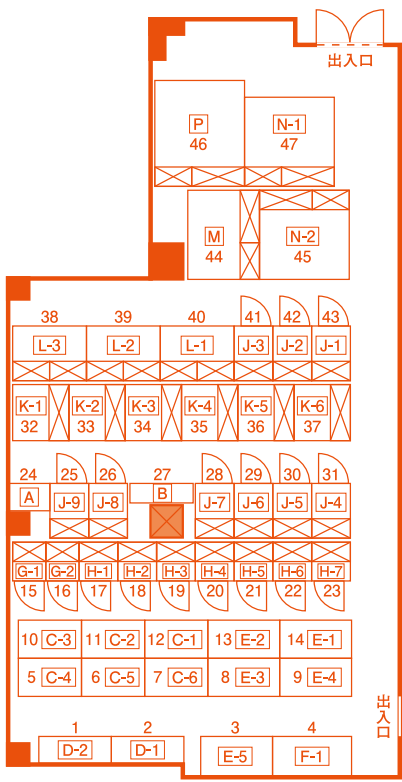 出入口
P
N-1
46
47
M
N-2
44
45
38 39 40 41 42 43
L-3 L-2 L-1 J-3 J-2 J-1
K-1 K-2 K-3 K-4 K-5 K-6
32 33 34 35 36 37
24 25 26 27 28 29 30 31
A J-9 J-8 B J-7 J-6 J-5 J-4
G-1 G-2 H-1 H-2 H-3 H-4 H-5 H-6 H-7
15 16 17 18 19 20 21 22 23
10 C-3 11 C-2 12 C-1 13 E-2 14 E-1
5 C-4 6 C-5 7 C-6 8 E-3 9 E-4
出入口
1 2 3 4
D-2 D-1 E-5 F-1